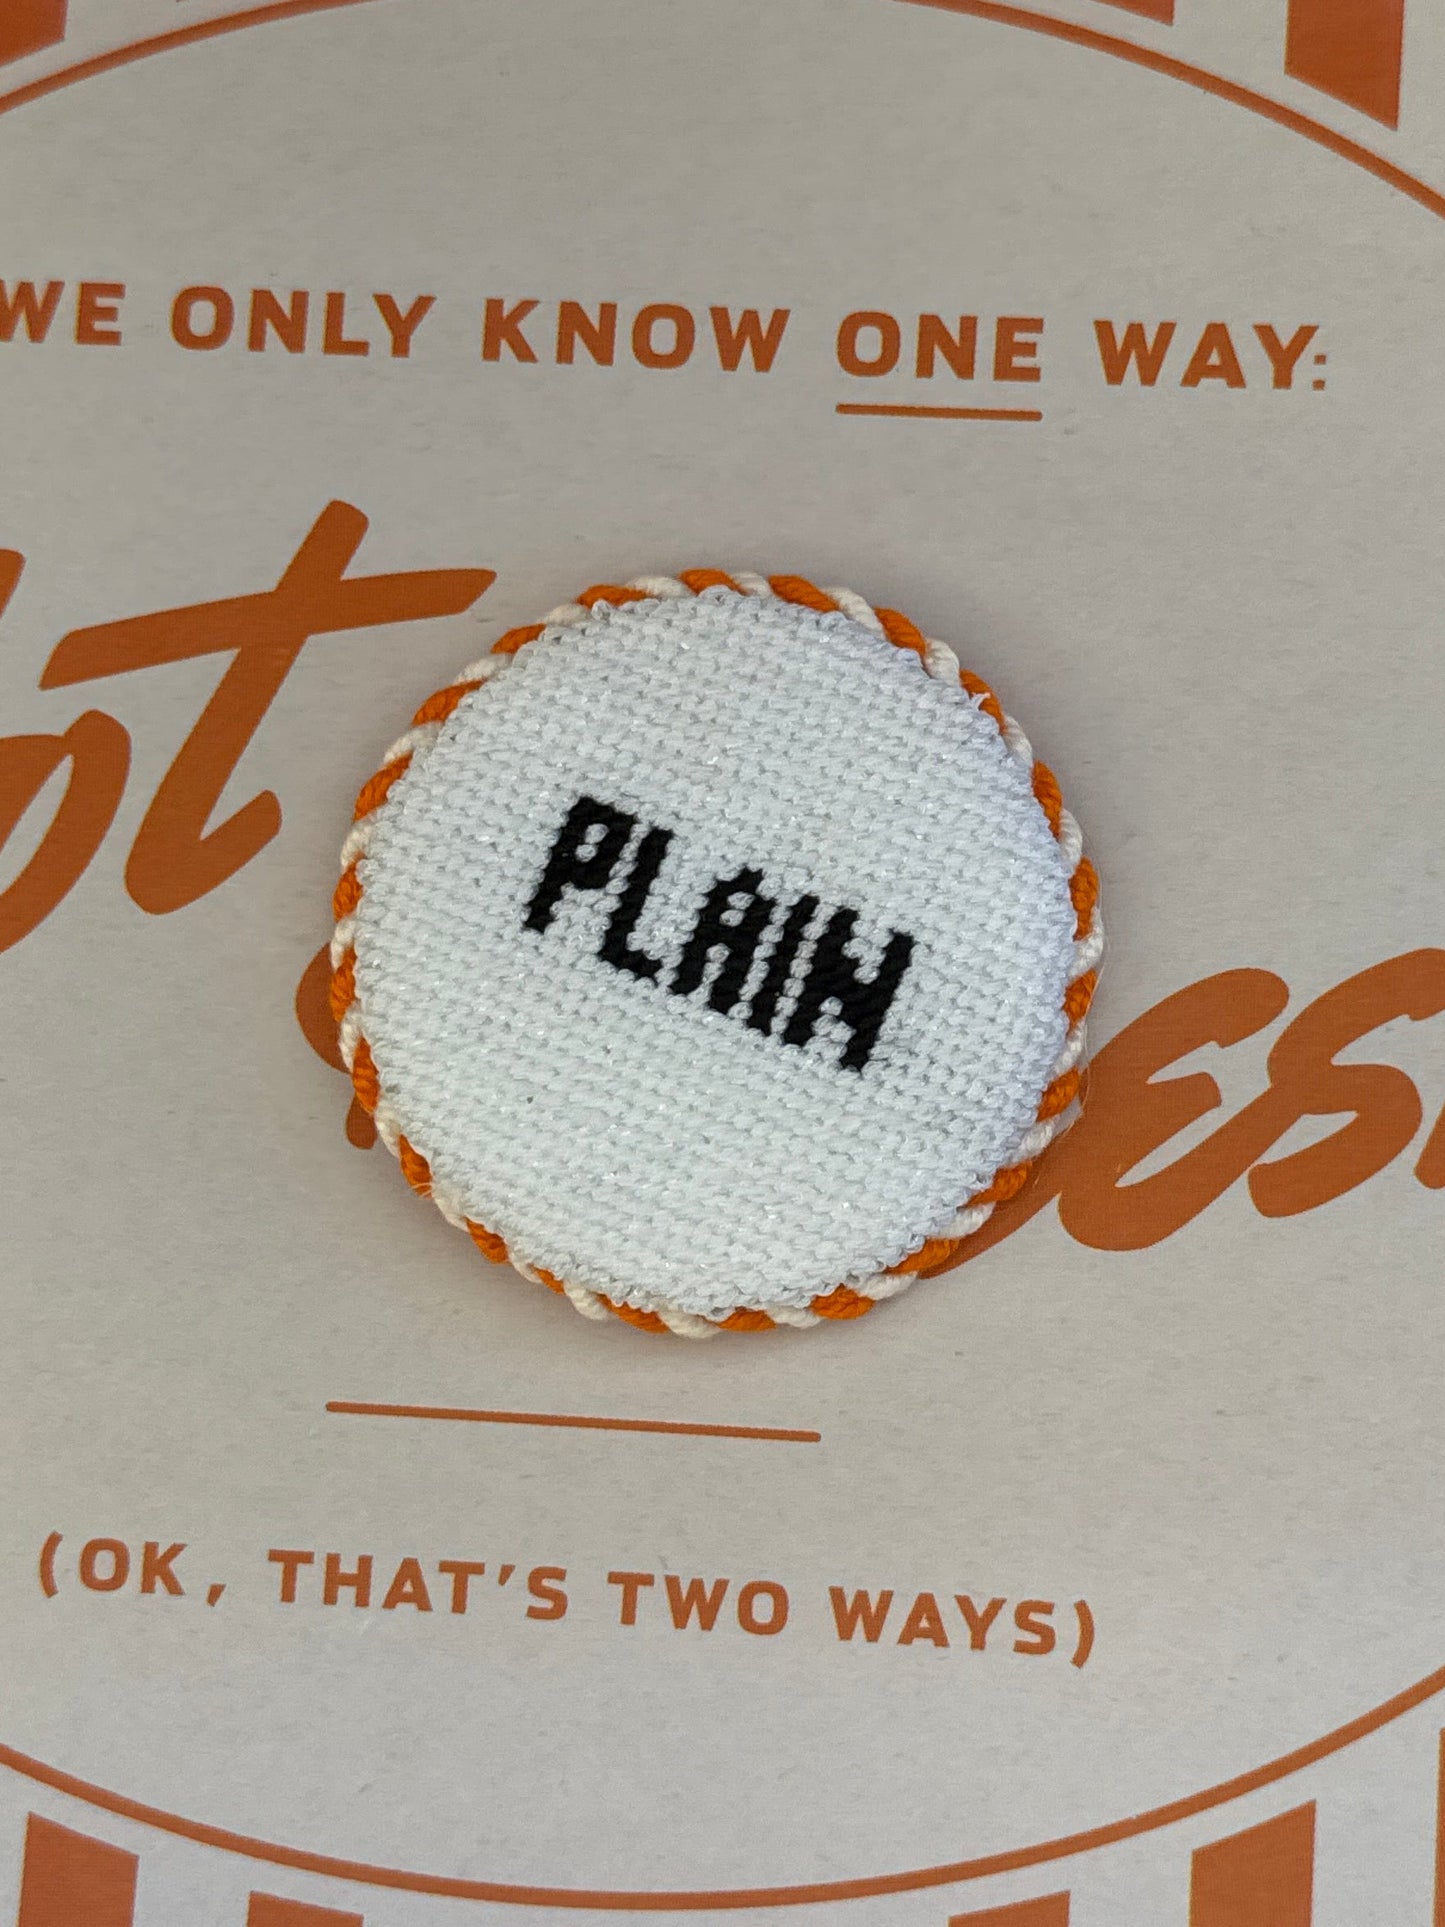 WE ONLY KNOW ONE WAY:
PLAIN
(OK, THAT'S TWO WAYS)